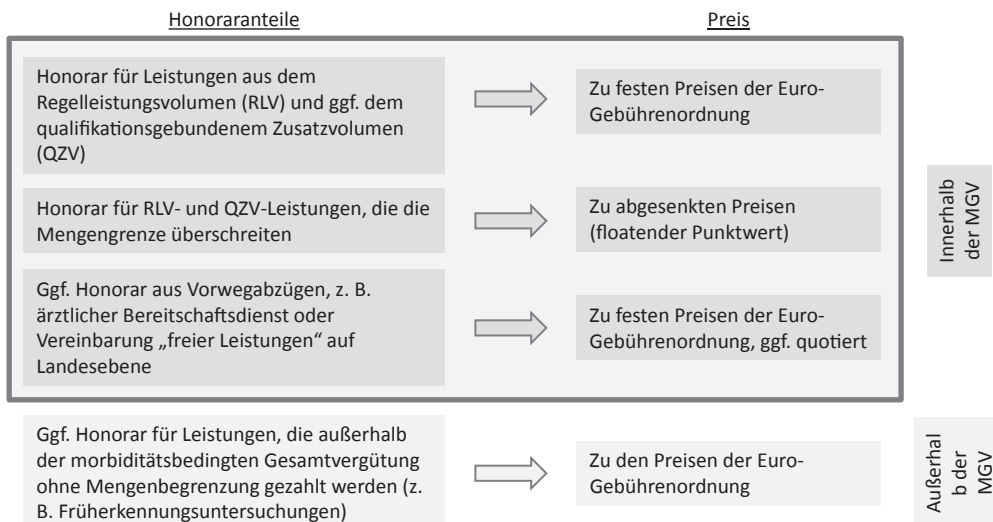 Honoraranteile
Preis
Honorar für Leistungen aus dem
Regelleistungsvolumen (RLV) und ggf. dem
qualifikationsgebundenem Zusatzvolumen
(QZV)
Zu festen Preisen der Euro-
Gebührenordnung
Honorar für RLV- und QZV-Leistungen, die die
Mengengrenze überschreiten
Zu abgesenkten Preisen
(floatender Punktwert)
Ggf. Honorar aus Vorwegabzügen, z. B.
ärztlicher Bereitschaftsdienst oder
Vereinbarung „freier Leistungen“ auf
Landesebene
Zu festen Preisen der Euro-
Gebührenordnung, ggf. quotiert
Innerhalb
der MGV
Ggf. Honorar für Leistungen, die außerhalb
der morbiditätsbedingten Gesamtvergütung
ohne Mengenbegrenzung gezahlt werden (z.
B. Früherkennungsuntersuchungen)
Zu den Preisen der Euro-
Gebührenordnung
Außerhal
b der
MGV